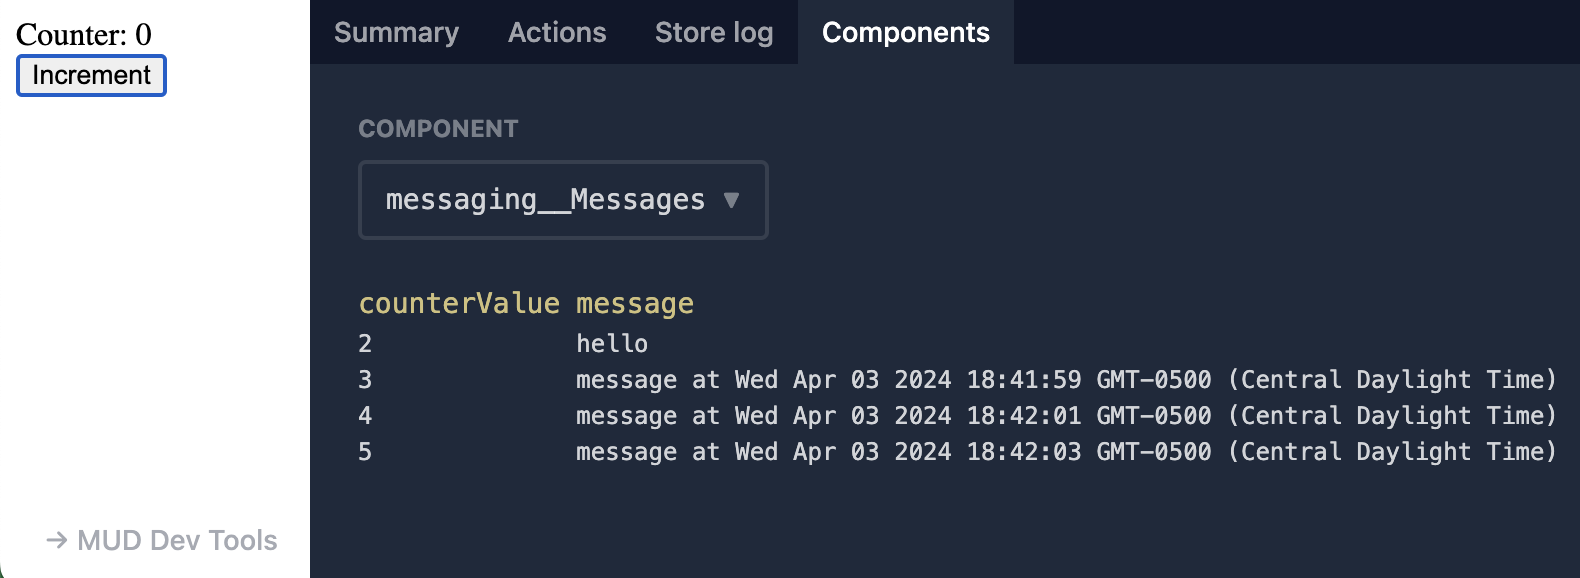 Counter: 0
Increment
→ MUD Dev Tools
Summary Actions Store log Components
COMPONENT
messaging__Messages ▼
counterValue message
2 hello
3 message at Wed Apr 03 2024 18:41:59 GMT-0500 (Central Daylight Time)
4 message at Wed Apr 03 2024 18:42:01 GMT-0500 (Central Daylight Time)
5 message at Wed Apr 03 2024 18:42:03 GMT-0500 (Central Daylight Time)